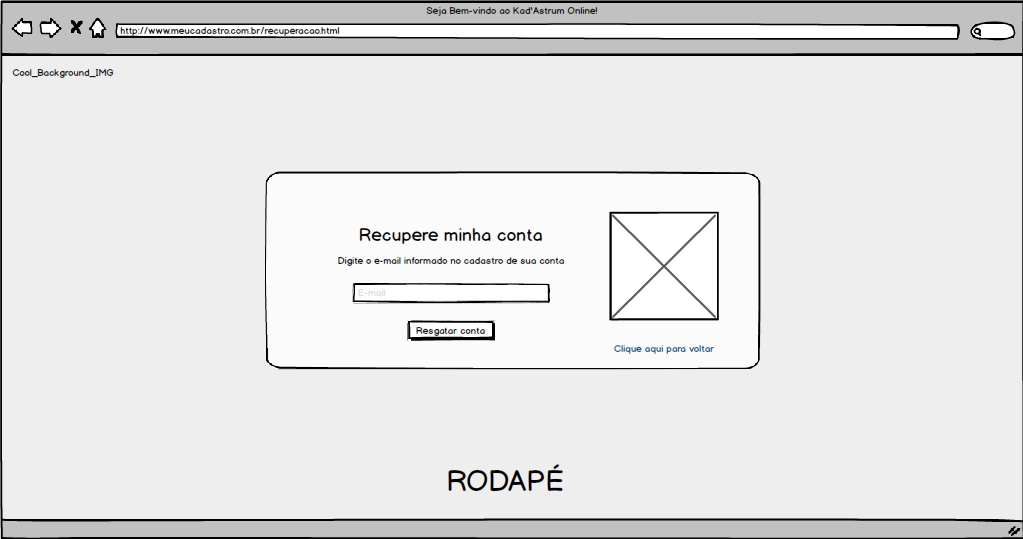 Seja Bem-vindo ao Kad'Astrum Online!
http://www.meucadastro.com.br/recuperacao.html
Cool_Background_IMG
Recupere minha conta
Digite o e-mail informado no cadastro de sua conta
E-mail
Resgatar conta
Clique aqui para voltar
RODAPÉ